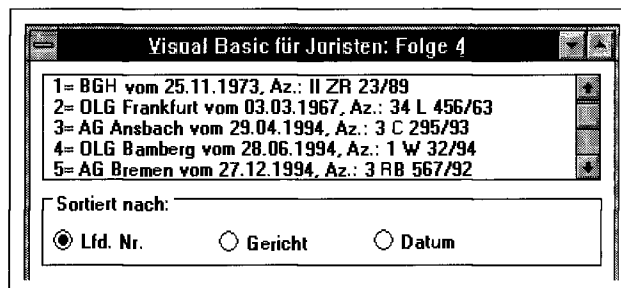 Visual Basic für Juristen: Folge 4
1= BGH vom 25.11.1973, Az.: II ZR 23/89
2= OLG Frankfurt vom 03.03.1967, Az.: 34 L 456/63
3= AG Ansbach vom 29.04.1994, Az.: 3 C 295/93
4= OLG Bamberg vom 28.06.1994, Az.: 1 W 32/94
5= AG Bremen vom 27.12.1994, Az.: 3 RB 567/92
Sortiert nach:
Lfd. Nr. Gericht Datum